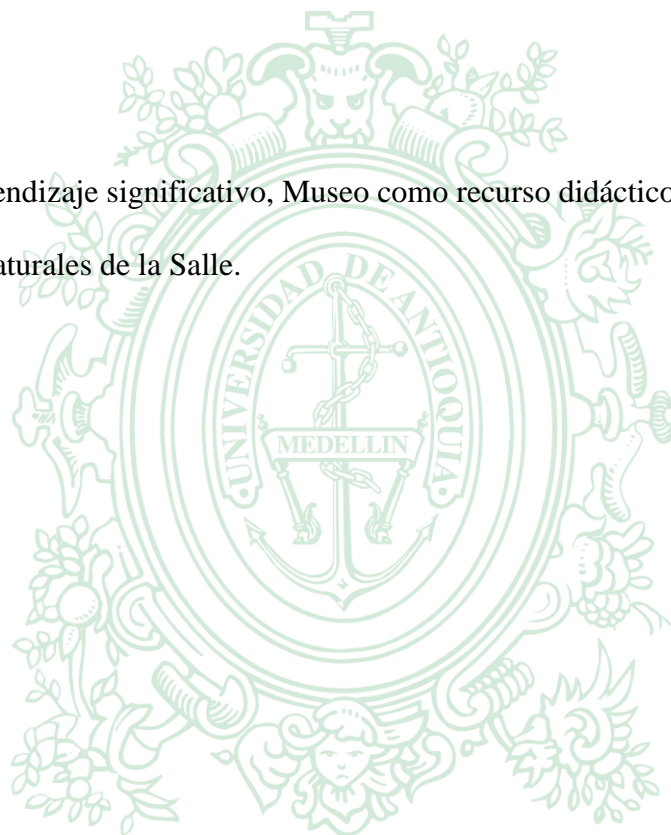 endizaje significativo, Museo como recurso didáctico
aturales de la Salle.
UNIVERSIDAD DE ANTIOQUIA
MEDELLIN